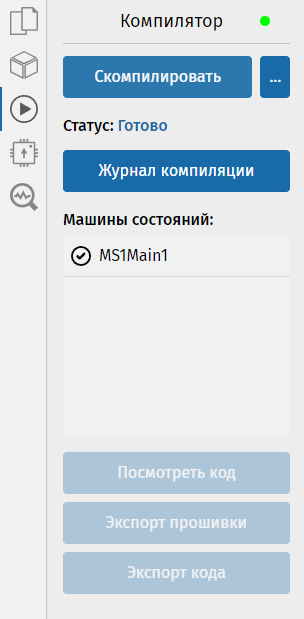 Компилятор
Скомпилировать
...
Статус: Готово
Журнал компиляции
Машины состояний:
MS1Main1
Посмотреть код
Экспорт прошивки
Экспорт кода